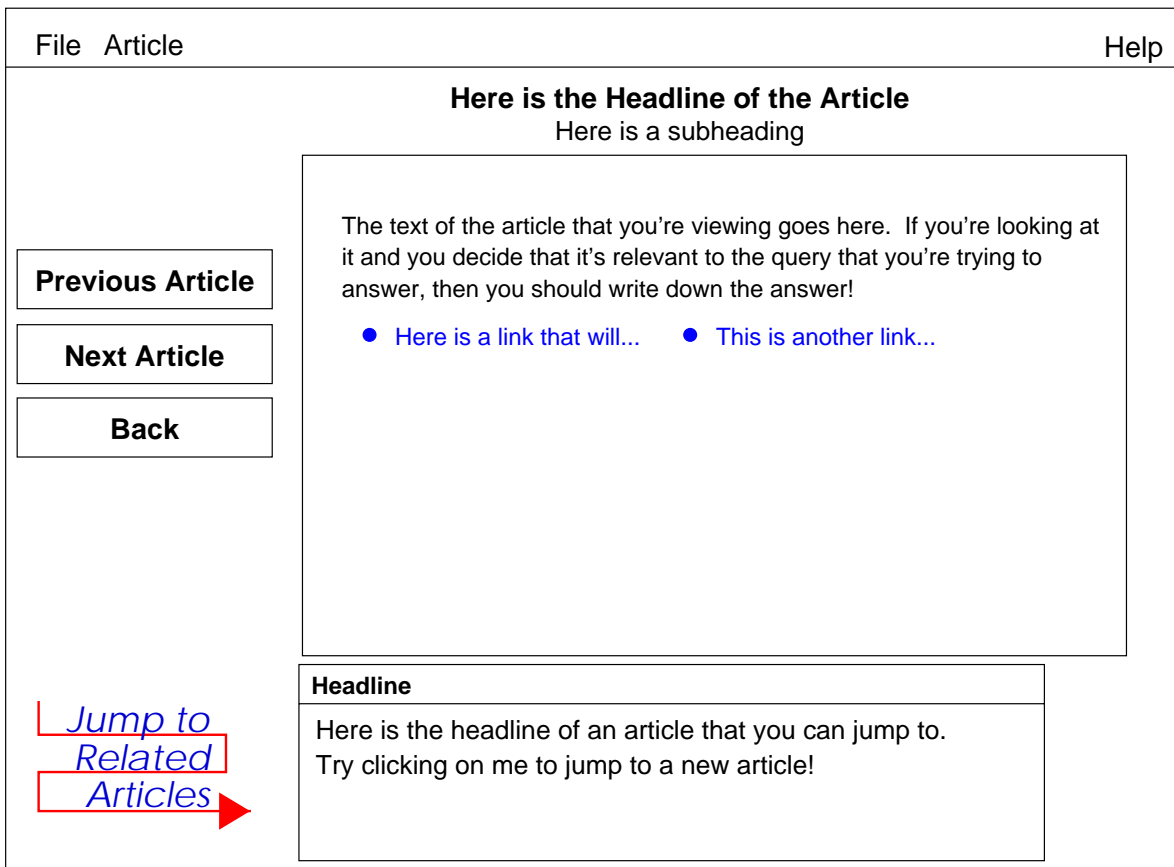 File Article Help
Here is the Headline of the Article
Here is a subheading
The text of the article that you're viewing goes here. If you're looking at
it and you decide that it's relevant to the query that you're trying to
answer, then you should write down the answer!
Here is a link that will... This is another link...
Previous Article
Next Article
Back
Jump to
Related
Articles
Headline
Here is the headline of an article that you can jump to.
Try clicking on me to jump to a new article!